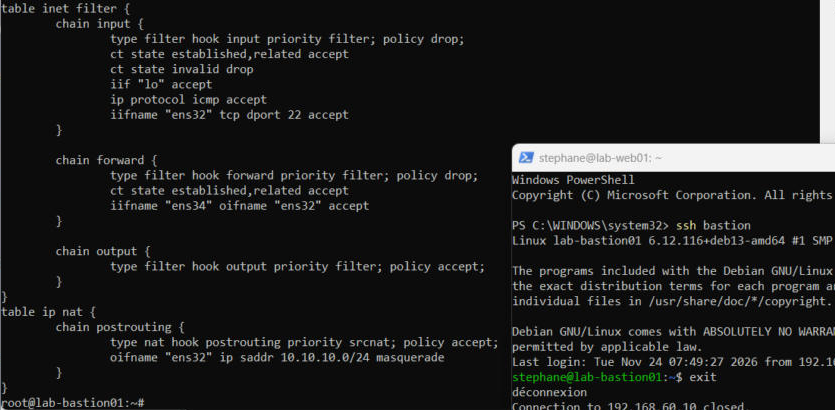 table inet filter {
        chain input {
                type filter hook input priority filter; policy drop;
                ct state established,related accept
                ct state invalid drop
                iif "lo" accept
                ip protocol icmp accept
                iifname "ens32" tcp dport 22 accept
        }

        chain forward {
                type filter hook forward priority filter; policy drop;
                ct state established,related accept
                iifname "ens34" oifname "ens32" accept
        }

        chain output {
                type filter hook output priority filter; policy accept;
        }
}
table ip nat {
        chain postrouting {
                type nat hook postrouting priority srcnat; policy accept;
                oifname "ens32" ip saddr 10.10.10.0/24 masquerade
        }
}
root@lab-bastion01:~#
stephane@lab-web01: ~
Windows PowerShell
Copyright (C) Microsoft Corporation. All rights
PS C:\WINDOWS\system32> ssh bastion
Linux lab-bastion01 6.12.116+deb13-amd64 #1 SMP
The programs included with the Debian GNU/Linux
the exact distribution terms for each program a
individual files in /usr/share/doc/*/copyright.
Debian GNU/Linux comes with ABSOLUTELY NO WARRA
permitted by applicable law.
Last login: Tue Nov 24 07:49:27 2026 from 192.1
stephane@lab-bastion01:~$ exit
déconnexion
Connection to 192.168.60.10 closed.